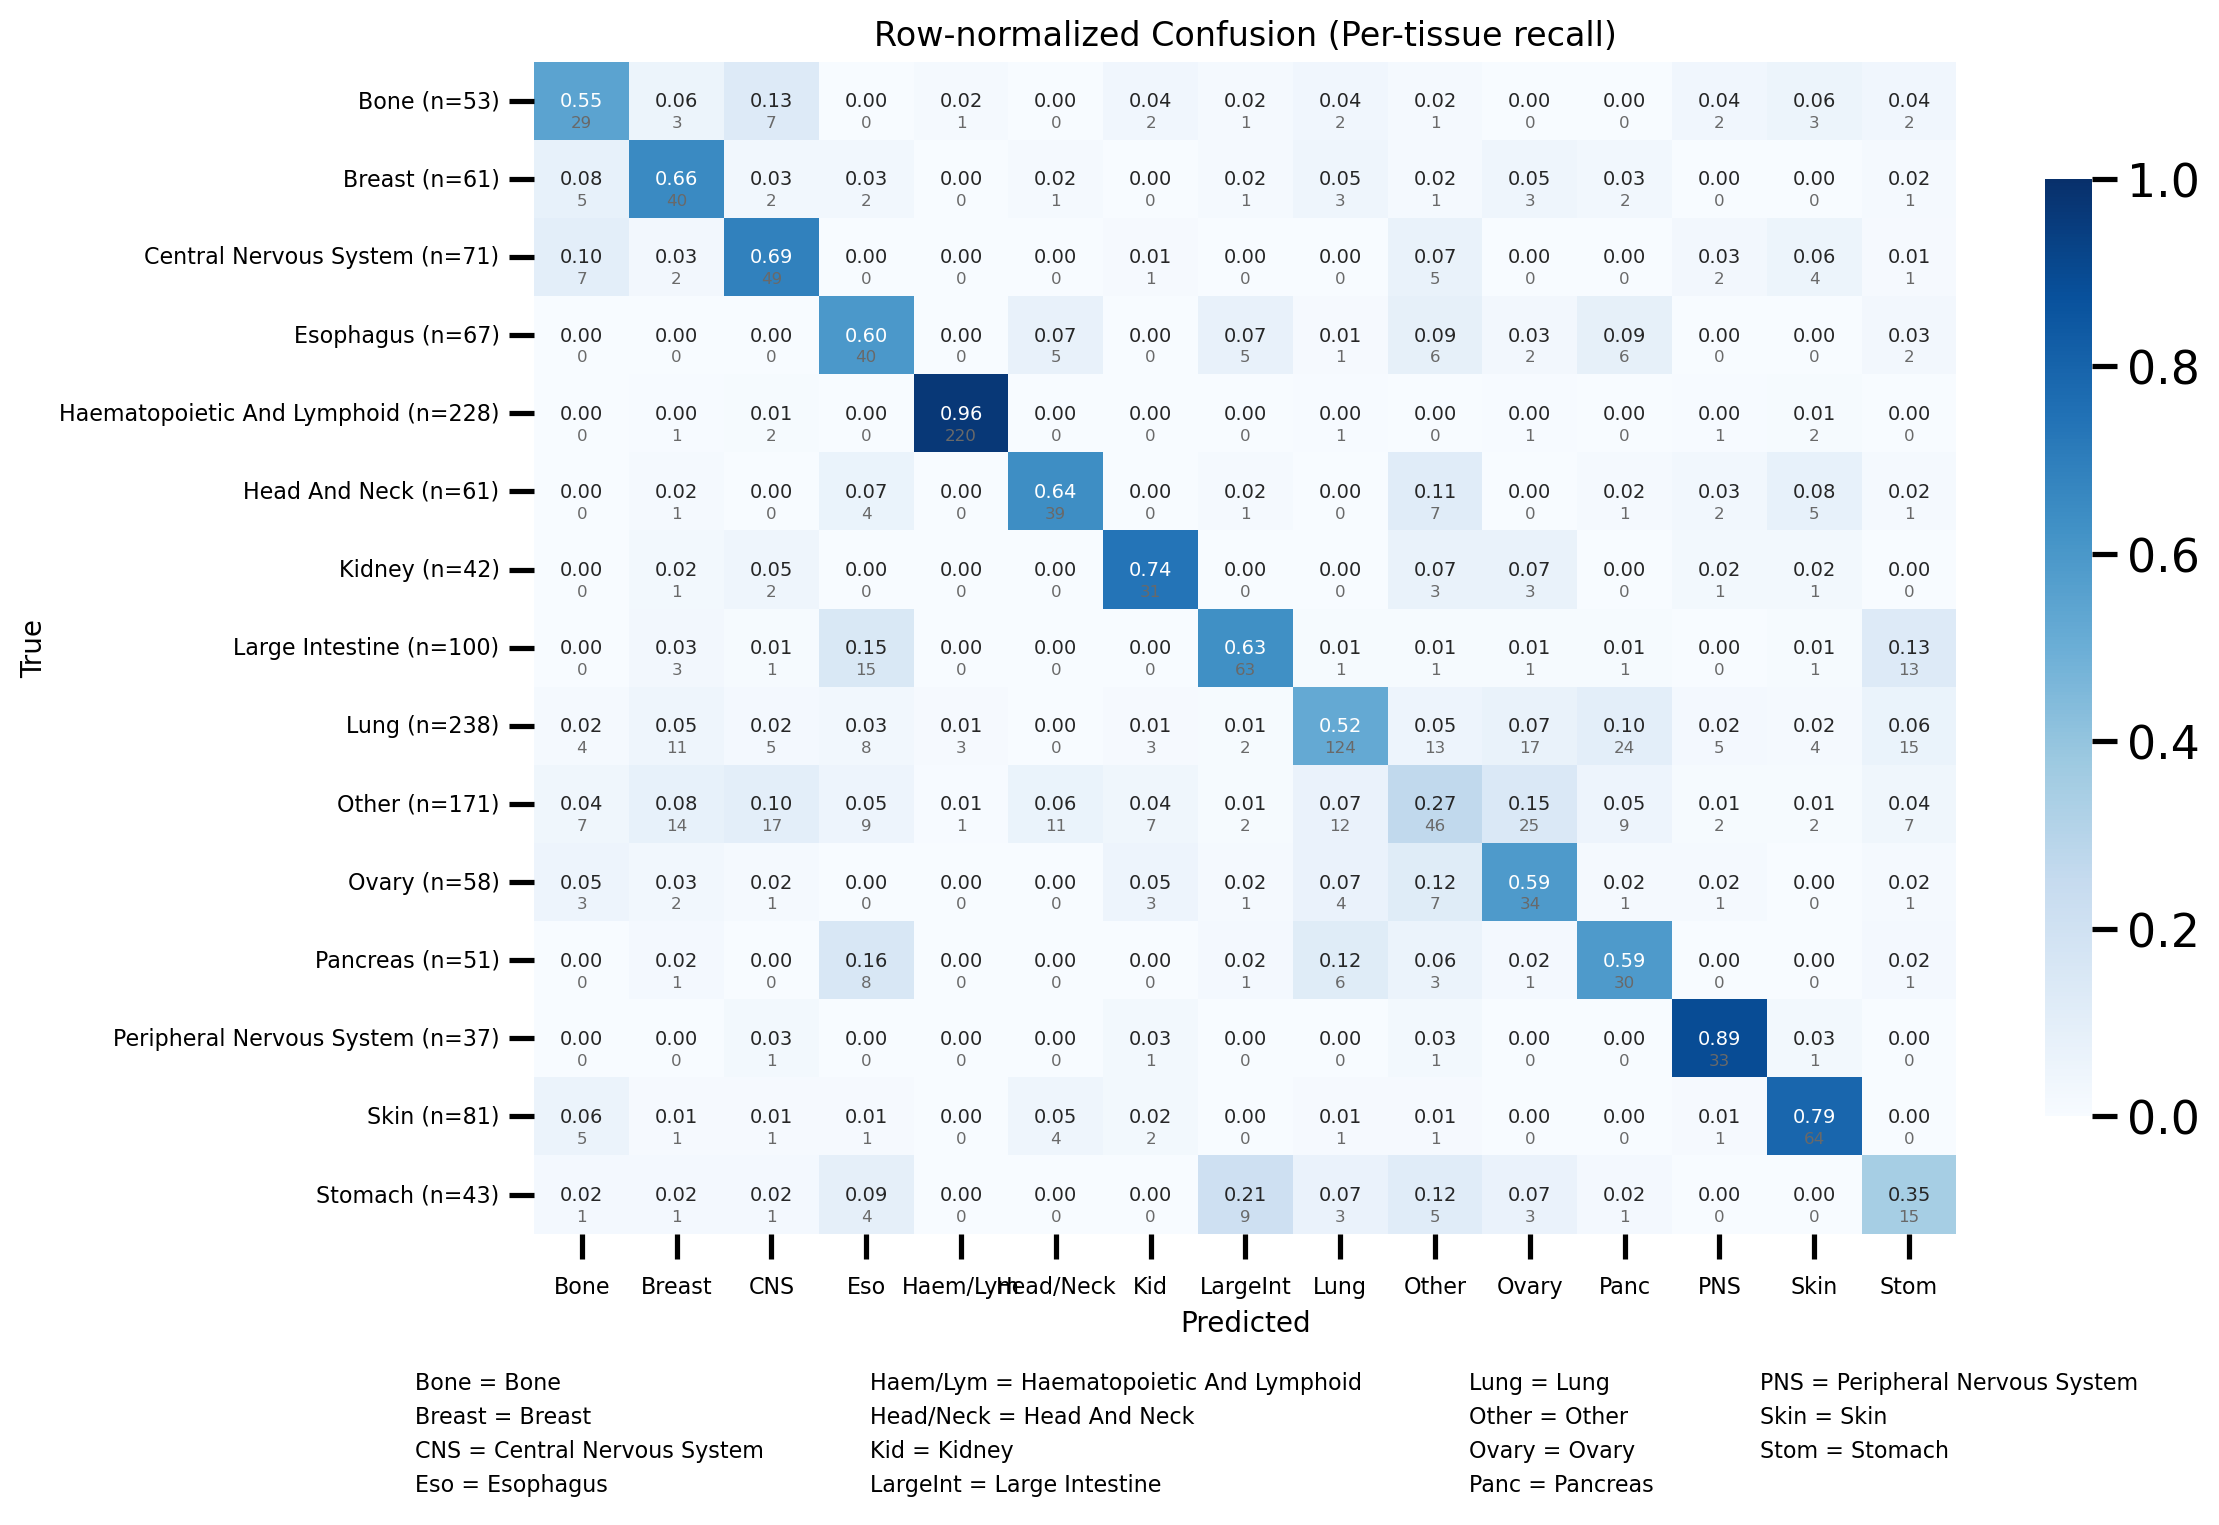 Row-normalized Confusion (Per-tissue recall)
Bone (n=53) 0.55 0.06 0.13 0.00 0.02 0.00 0.04 0.02 0.04 0.02 0.00 0.00 0.04 0.06 0.04
29 3 7 0 1 0 2 1 2 1 0 0 2 3 2
Breast (n=61) 0.08 0.66 0.03 0.03 0.00 0.02 0.00 0.02 0.05 0.02 0.05 0.03 0.00 0.00 0.02
5 40 2 2 0 1 0 1 3 1 3 2 0 0 1
Central Nervous System (n=71) 0.10 0.03 0.69 0.00 0.00 0.00 0.01 0.00 0.00 0.07 0.00 0.00 0.03 0.06 0.01
7 2 49 0 0 0 1 0 0 5 0 0 2 4 1
Esophagus (n=67) 0.00 0.00 0.00 0.60 0.00 0.07 0.00 0.07 0.01 0.09 0.03 0.09 0.00 0.00 0.03
0 0 0 40 0 5 0 5 1 6 2 6 0 0 2
Haematopoietic And Lymphoid (n=228) 0.00 0.00 0.01 0.00 0.96 0.00 0.00 0.00 0.00 0.00 0.00 0.00 0.00 0.01 0.00
0 1 2 0 220 0 0 0 1 0 1 0 1 2 0
Head And Neck (n=61) 0.00 0.02 0.00 0.07 0.00 0.64 0.00 0.02 0.00 0.11 0.00 0.02 0.03 0.08 0.02
0 1 0 4 0 39 0 1 0 7 0 1 2 5 1
Kidney (n=42) 0.00 0.02 0.05 0.00 0.00 0.00 0.74 0.00 0.00 0.07 0.07 0.00 0.02 0.02 0.00
0 1 2 0 0 0 31 0 0 3 3 0 1 1 0
Large Intestine (n=100) 0.00 0.03 0.01 0.15 0.00 0.00 0.00 0.63 0.01 0.01 0.01 0.01 0.00 0.01 0.13
0 3 1 15 0 0 0 63 1 1 1 1 0 1 13
Lung (n=238) 0.02 0.05 0.02 0.03 0.01 0.00 0.01 0.01 0.52 0.05 0.07 0.10 0.02 0.02 0.06
4 11 5 8 3 0 3 2 124 13 17 24 5 4 15
Other (n=171) 0.04 0.08 0.10 0.05 0.01 0.06 0.04 0.01 0.07 0.27 0.15 0.05 0.01 0.01 0.04
7 14 17 9 1 11 7 2 12 46 25 9 2 2 7
Ovary (n=58) 0.05 0.03 0.02 0.00 0.00 0.00 0.05 0.02 0.07 0.12 0.59 0.02 0.02 0.00 0.02
3 2 1 0 0 0 3 1 4 7 34 1 1 0 1
Pancreas (n=51) 0.00 0.02 0.00 0.16 0.00 0.00 0.00 0.02 0.12 0.06 0.02 0.59 0.00 0.00 0.02
0 1 0 8 0 0 0 1 6 3 1 30 0 0 1
Peripheral Nervous System (n=37) 0.00 0.00 0.03 0.00 0.00 0.00 0.03 0.00 0.00 0.03 0.00 0.00 0.89 0.03 0.00
0 0 1 0 0 0 1 0 0 1 0 0 33 1 0
Skin (n=81) 0.06 0.01 0.01 0.01 0.00 0.05 0.02 0.00 0.01 0.01 0.00 0.00 0.01 0.79 0.00
5 1 1 1 0 4 2 0 1 1 0 0 1 64 0
Stomach (n=43) 0.02 0.02 0.02 0.09 0.00 0.00 0.00 0.21 0.07 0.12 0.07 0.02 0.00 0.00 0.35
1 1 1 4 0 0 0 9 3 5 3 1 0 0 15
True
Bone Breast CNS Eso Haem/Lym Head/Neck Kid LargeInt Lung Other Ovary Panc PNS Skin Stom
Predicted
1.0
0.8
0.6
0.4
0.2
0.0
Bone = Bone
Breast = Breast
CNS = Central Nervous System
Eso = Esophagus
Haem/Lym = Haematopoietic And Lymphoid
Head/Neck = Head And Neck
Kid = Kidney
LargeInt = Large Intestine
Lung = Lung
Other = Other
Ovary = Ovary
Panc = Pancreas
PNS = Peripheral Nervous System
Skin = Skin
Stom = Stomach